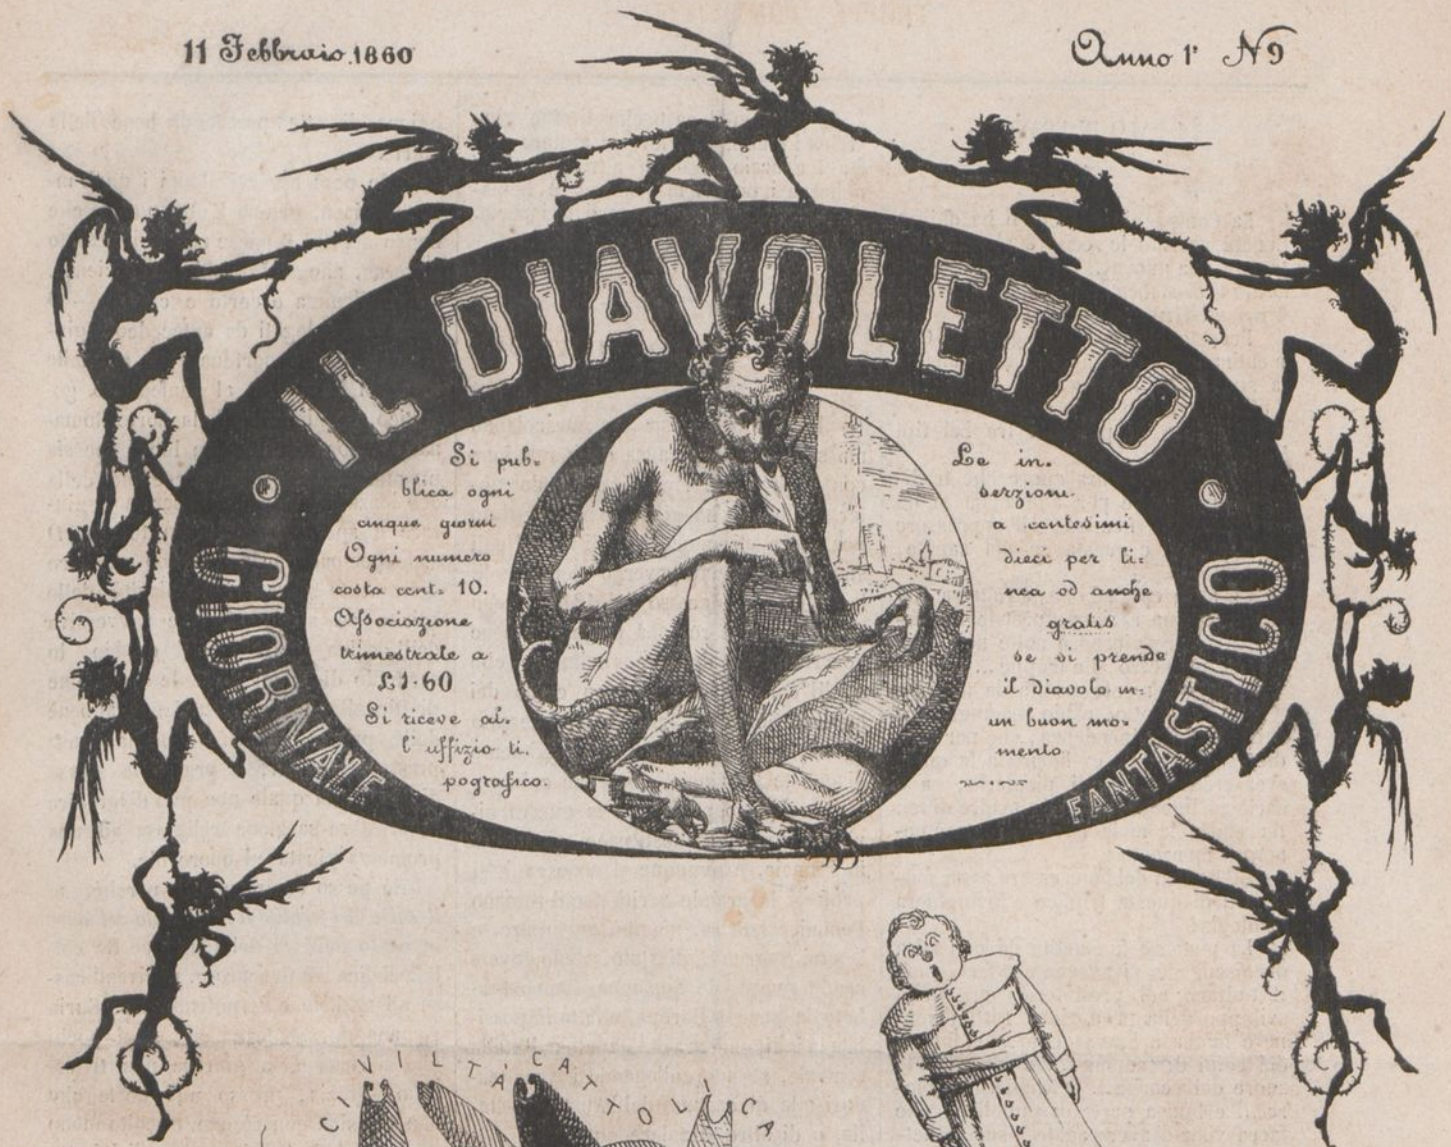 11 Febbraio 1860
Anno 1° N9
IL DIAVOLETTO
GIORNALE FANTASTICO
Si pub-
blica ogni
cinque giorni
Ogni numero
costa cent. 10.
Associazione
trimestrale a
£1·60
Si riceve al-
l'uffizio ti-
pografico
Le in-
serzioni
a centesimi
dieci per li-
nea od anche
gratis
se si prende
il diavolo in
un buon mo-
mento
CIVILTÀ CATTOLICA